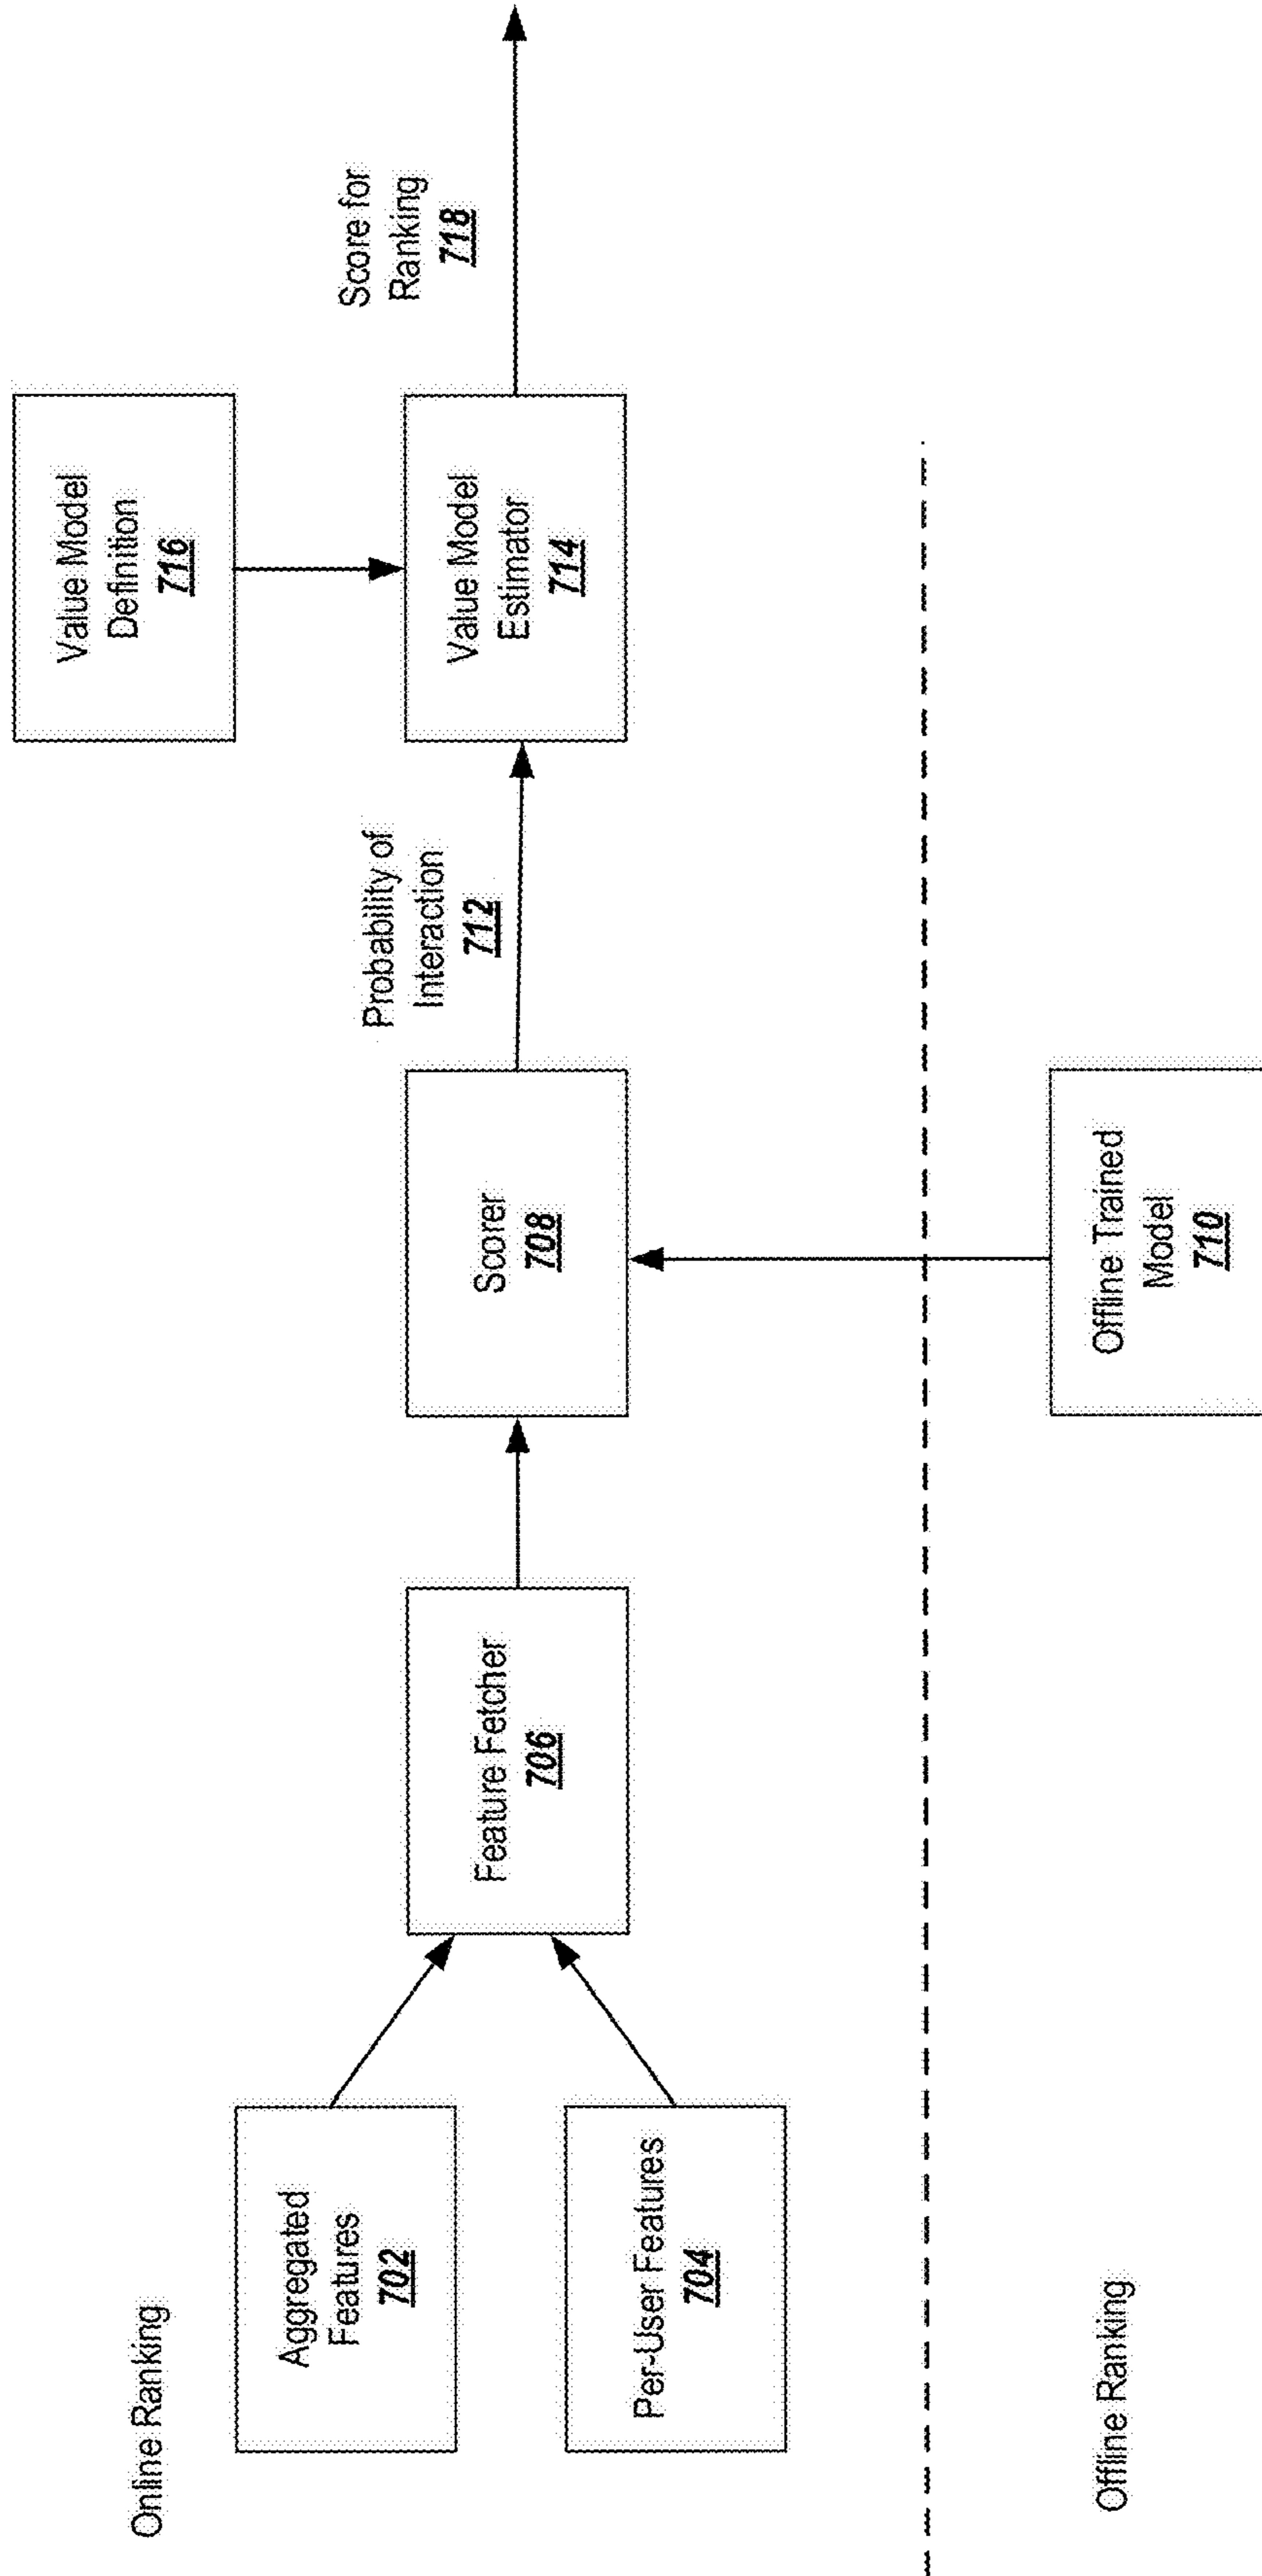 Online Ranking
Aggregated
Features
702
Per-User Features
704
Feature Fetcher
706
Scorer
708
Probability of
Interaction
712
Value Model
Definition
716
Value Model
Estimator
714
Score for
Ranking
718
Offline Ranking
Offline Trained
Model
710